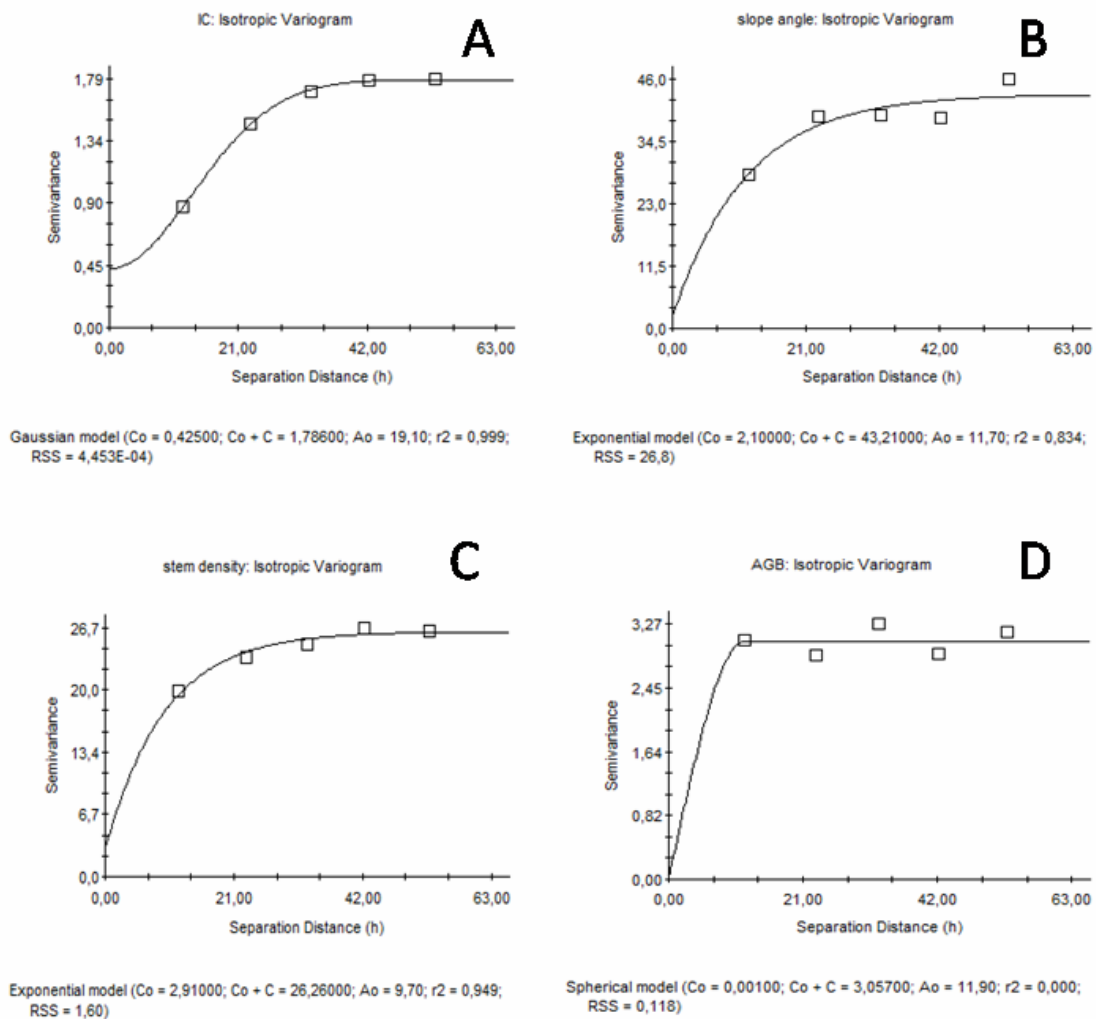 IC: Isotropic Variogram
A
1,79
1,34
0,90
0,45
0,00
Semivariance
0,00 21,00 42,00 63,00
Separation Distance (h)
Gaussian model (Co = 0,42500; Co + C = 1,78600; Ao = 19,10; r2 = 0,999;
RSS = 4,453E-04)
slope angle: Isotropic Variogram
B
46,0
34,5
23,0
11,5
0,0
Semivariance
0,00 21,00 42,00 63,00
Separation Distance (h)
Exponential model (Co = 2,10000; Co + C = 43,21000; Ao = 11,70; r2 = 0,834;
RSS = 26,8)
stem density: Isotropic Variogram
C
26,7
20,0
13,4
6,7
0,0
Semivariance
0,00 21,00 42,00 63,00
Separation Distance (h)
Exponential model (Co = 2,91000; Co + C = 26,26000; Ao = 9,70; r2 = 0,949;
RSS = 1,60)
AGB: Isotropic Variogram
D
3,27
2,45
1,64
0,82
0,00
Semivariance
0,00 21,00 42,00 63,00
Separation Distance (h)
Spherical model (Co = 0,00100; Co + C = 3,05700; Ao = 11,90; r2 = 0,000;
RSS = 0,118)